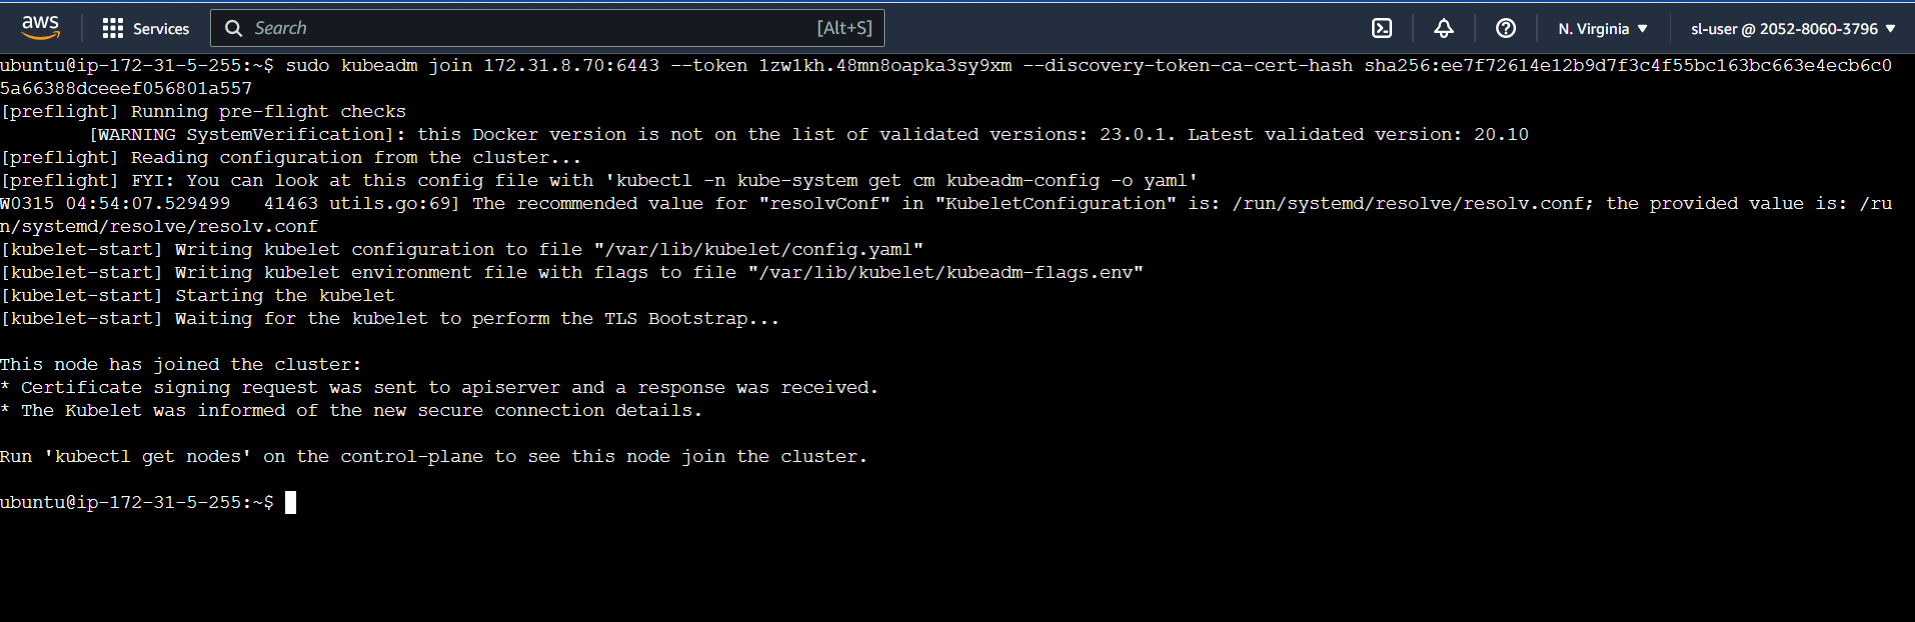 aws Services Search [Alt+S] N. Virginia ▼ sl-user @ 2052-8060-3796 ▼
ubuntu@ip-172-31-5-255:~$ sudo kubeadm join 172.31.8.70:6443 --token 1zw1kh.48mn8oapka3sy9xm --discovery-token-ca-cert-hash sha256:ee7f72614e12b9d7f3c4f55bc163bc663e4ecb6c0
5a66388dceeef056801a557
[preflight] Running pre-flight checks
        [WARNING SystemVerification]: this Docker version is not on the list of validated versions: 23.0.1. Latest validated version: 20.10
[preflight] Reading configuration from the cluster...
[preflight] FYI: You can look at this config file with 'kubectl -n kube-system get cm kubeadm-config -o yaml'
W0315 04:54:07.529499   41463 utils.go:69] The recommended value for "resolvConf" in "KubeletConfiguration" is: /run/systemd/resolve/resolv.conf; the provided value is: /ru
n/systemd/resolve/resolv.conf
[kubelet-start] Writing kubelet configuration to file "/var/lib/kubelet/config.yaml"
[kubelet-start] Writing kubelet environment file with flags to file "/var/lib/kubelet/kubeadm-flags.env"
[kubelet-start] Starting the kubelet
[kubelet-start] Waiting for the kubelet to perform the TLS Bootstrap...

This node has joined the cluster:
* Certificate signing request was sent to apiserver and a response was received.
* The Kubelet was informed of the new secure connection details.

Run 'kubectl get nodes' on the control-plane to see this node join the cluster.

ubuntu@ip-172-31-5-255:~$